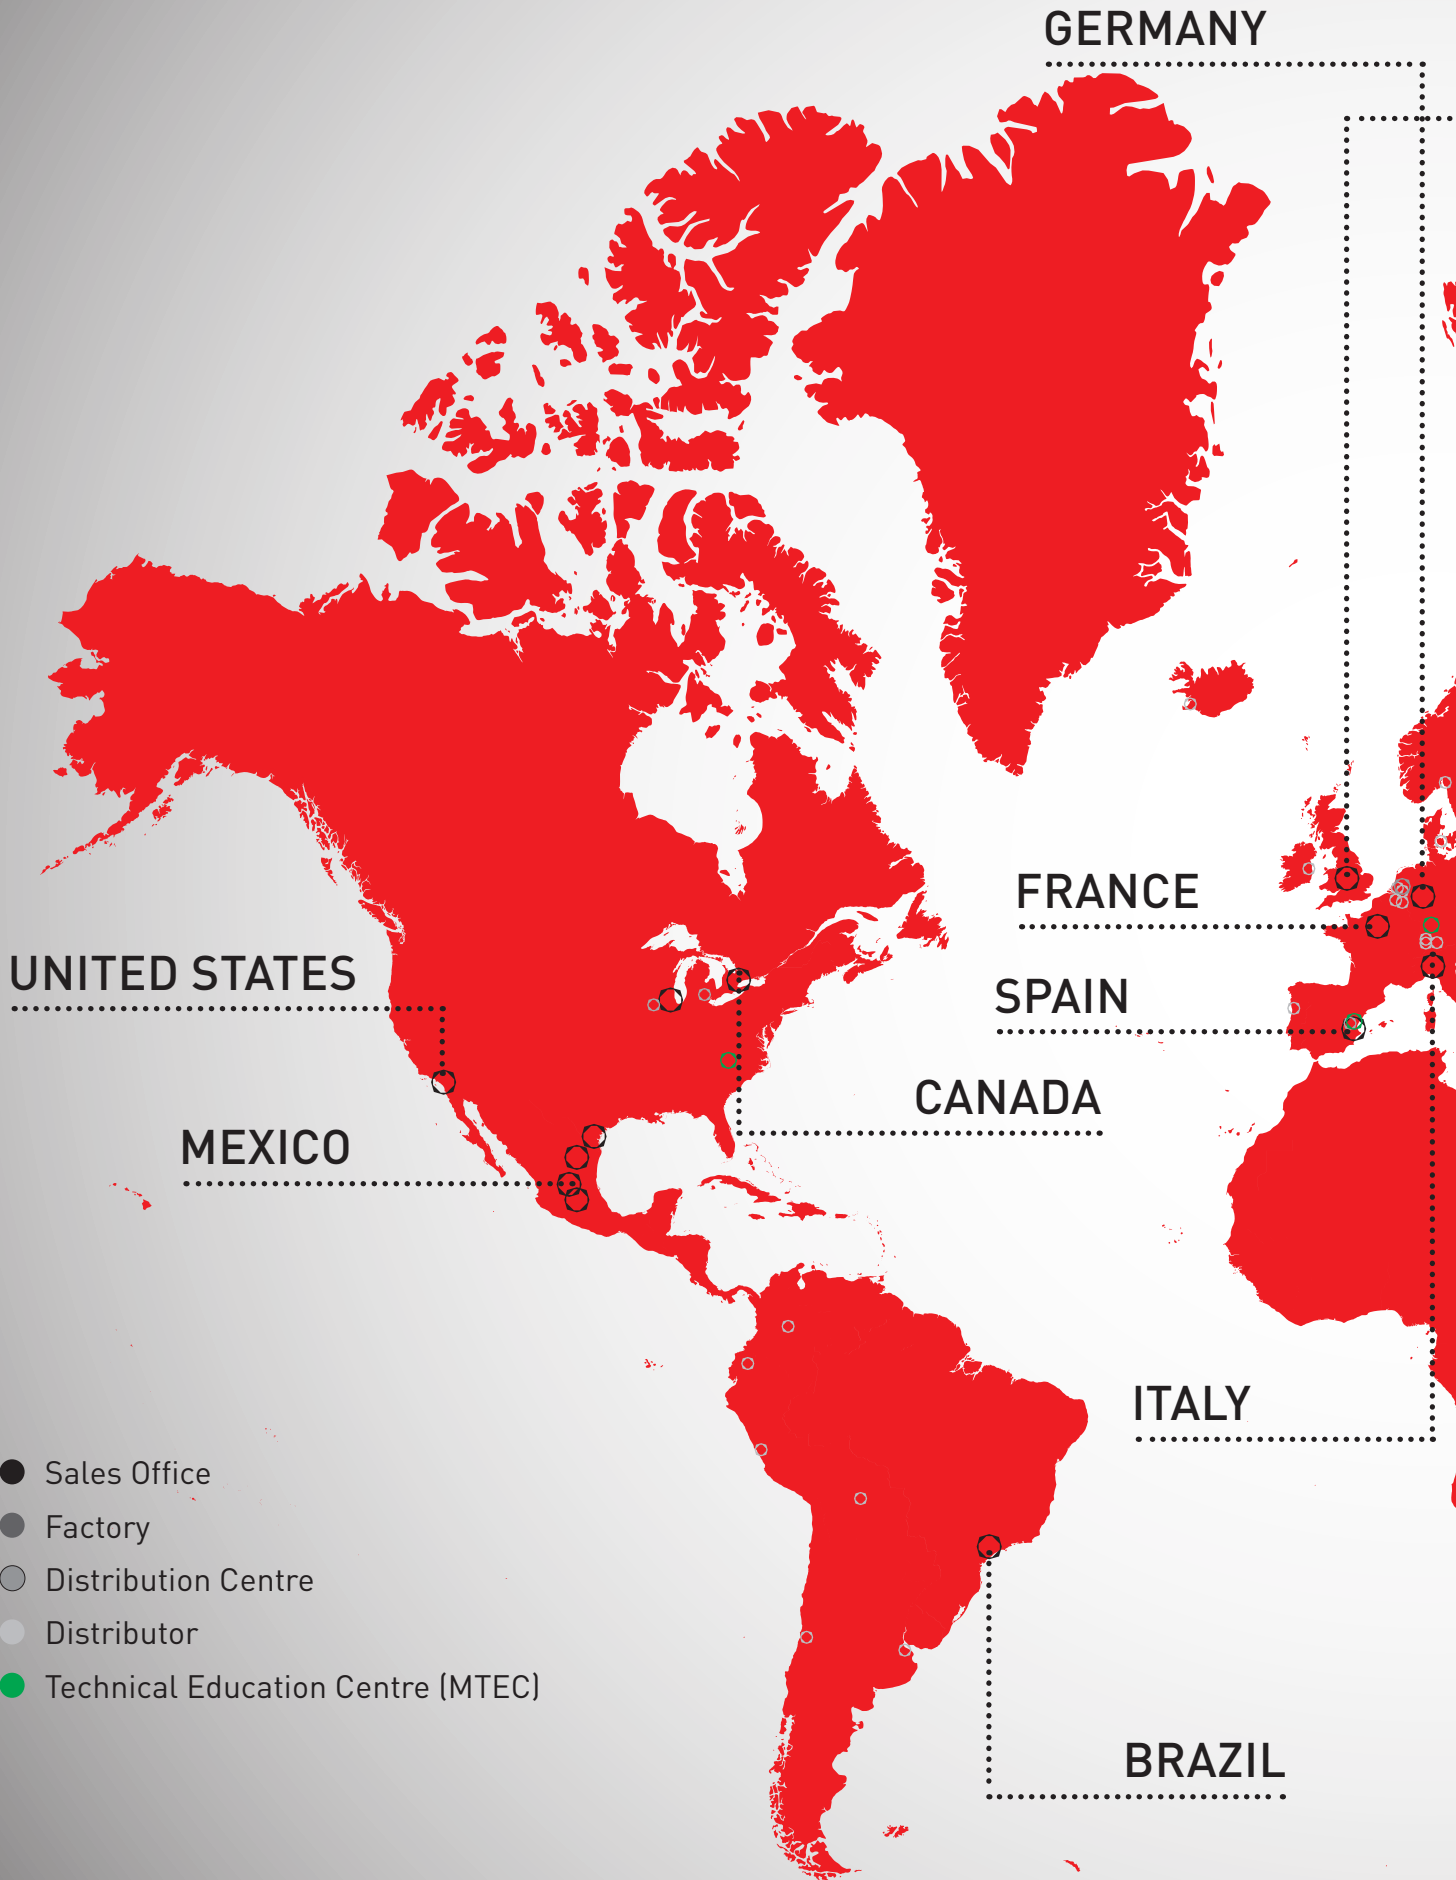 GERMANY
FRANCE
UNITED STATES
SPAIN
CANADA
MEXICO
ITALY
Sales Office
Factory
Distribution Centre
Distributor
Technical Education Centre (MTEC)
BRAZIL